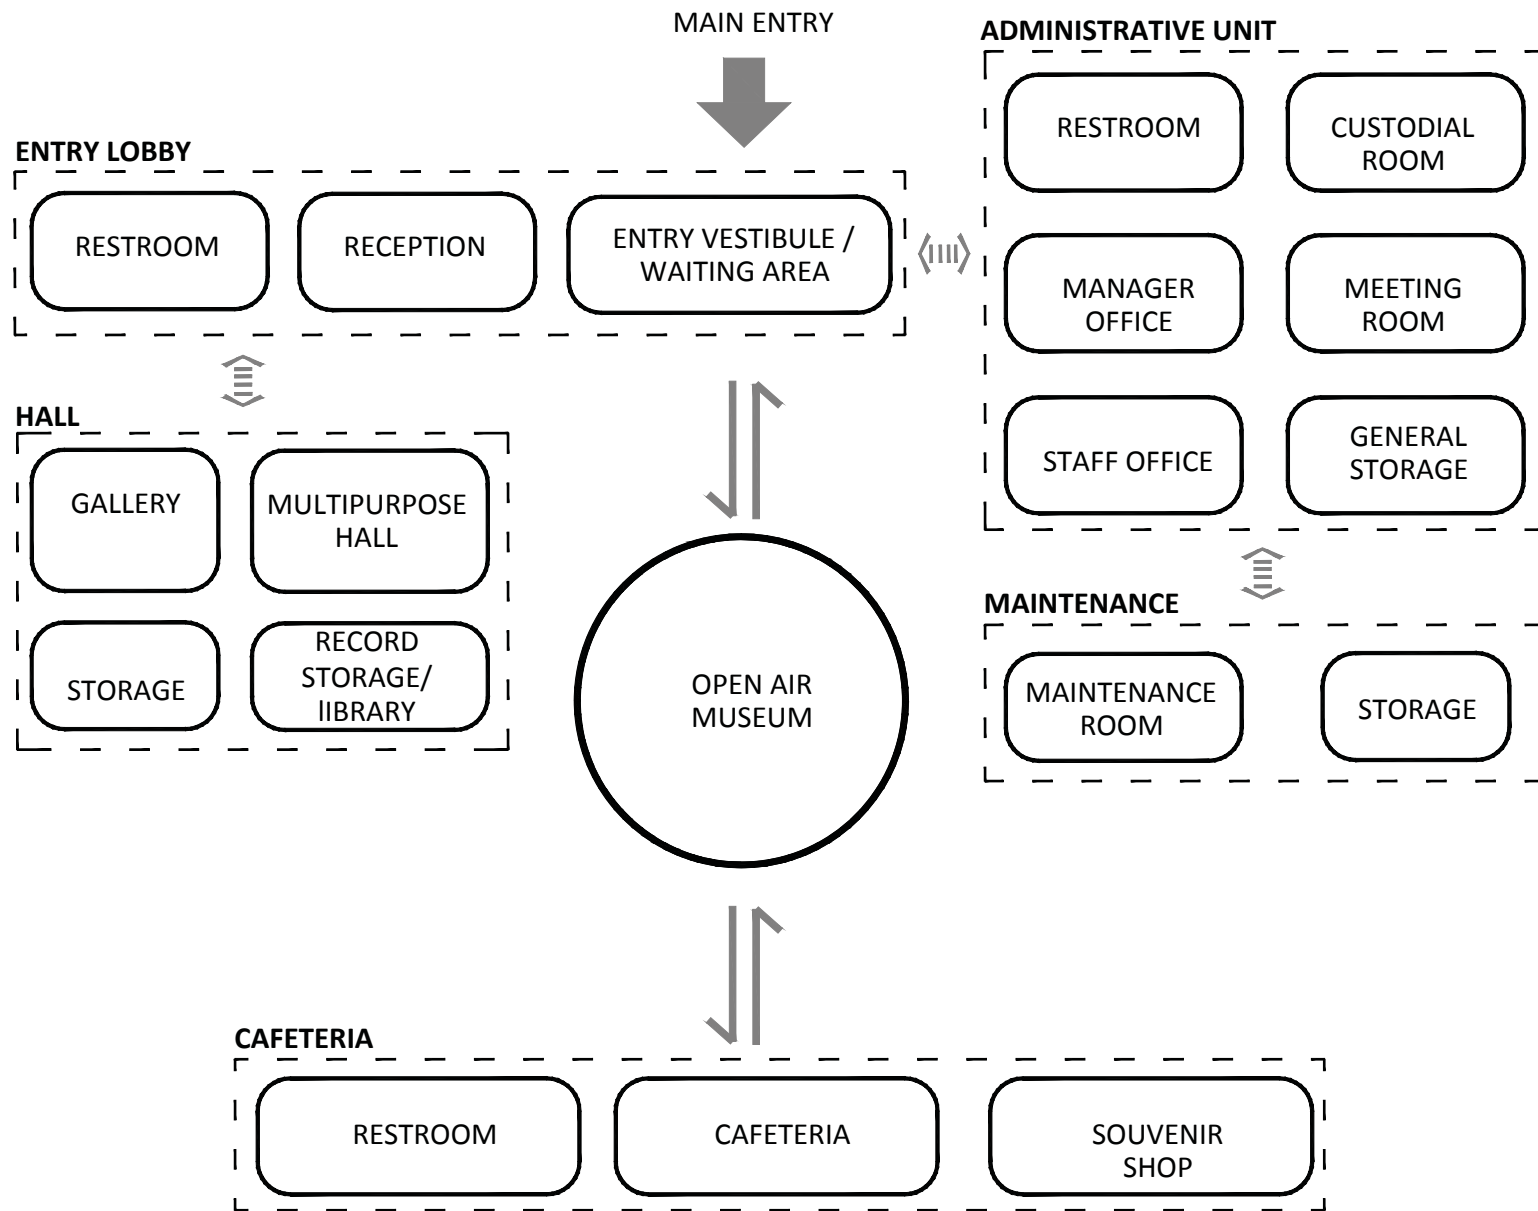 MAIN ENTRY
ADMINISTRATIVE UNIT
RESTROOM
CUSTODIAL
ROOM
MANAGER
OFFICE
MEETING
ROOM
STAFF OFFICE
GENERAL
STORAGE
ENTRY LOBBY
RESTROOM
RECEPTION
ENTRY VESTIBULE /
WAITING AREA
HALL
GALLERY
MULTIPURPOSE
HALL
STORAGE
RECORD
STORAGE/
lIBRARY
OPEN AIR
MUSEUM
MAINTENANCE
MAINTENANCE
ROOM
STORAGE
CAFETERIA
RESTROOM
CAFETERIA
SOUVENIR
SHOP